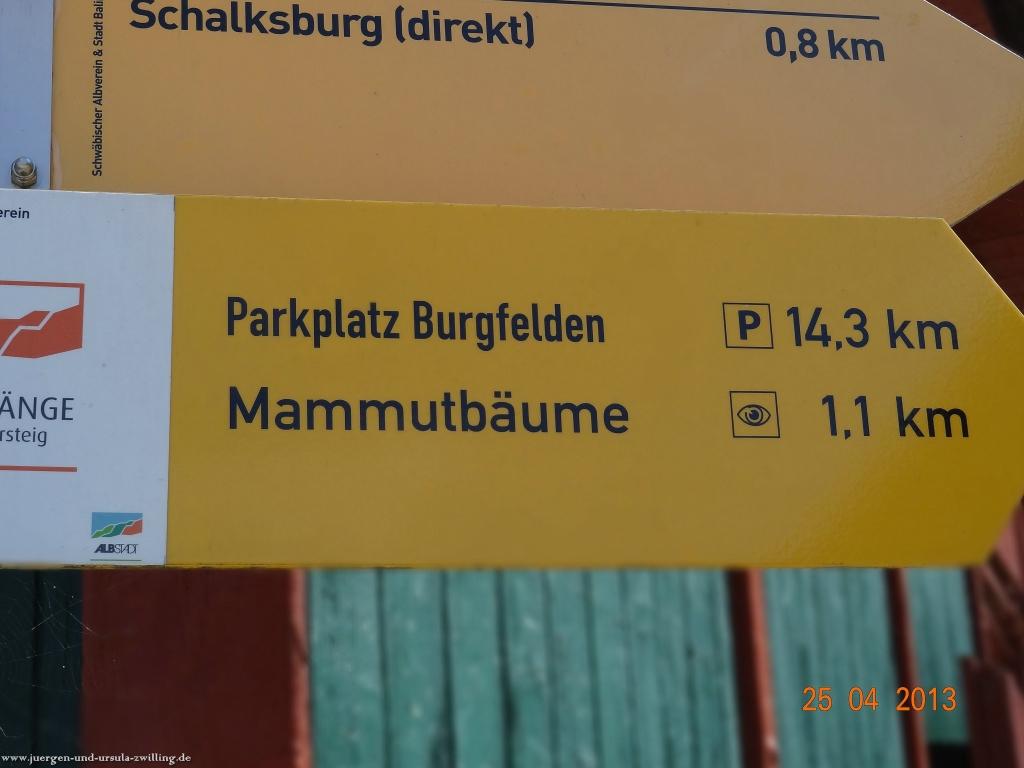 Schalksburg (direkt) 0,8 km
Schwäbischer Albverein & Stadt Bali
erein
Parkplatz Burgfelden P 14,3 km
Mammutbäume 1,1 km
ÄNGE
rsteig
ALBSTADT
25 04 2013
www.juergen-und-ursula-zwilling.de